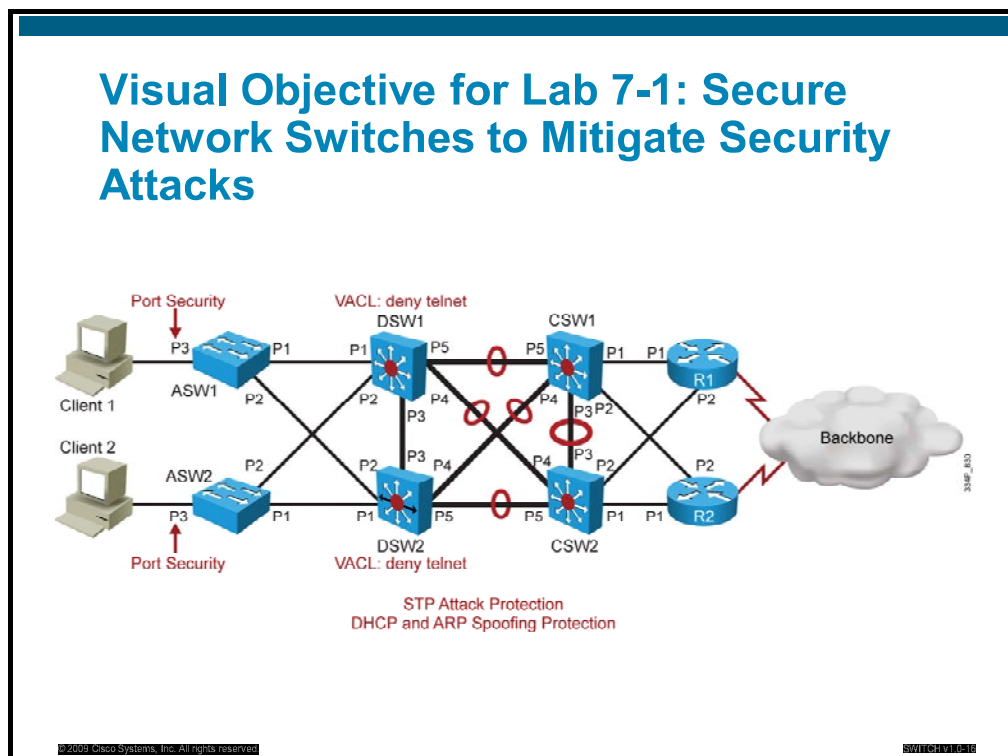 Visual Objective for Lab 7-1: Secure
Network Switches to Mitigate Security
Attacks
Port Security
VACL: deny telnet
DSW1
CSW1
P3
P1
P1
P5
P5
P1
P1
R1
ASW1
P2
P2
P4
P4
P2
P2
Client 1
P3
P3
Backbone
Client 2
P3
P3
ASW2
P2
P2
P4
P4
P2
P2
P3
P1
P1
P5
P5
P1
P1
R2
DSW2
CSW2
Port Security
VACL: deny telnet
STP Attack Protection
DHCP and ARP Spoofing Protection
334P_830
© 2009 Cisco Systems, Inc. All rights reserved.
SWITCH v1.0-16